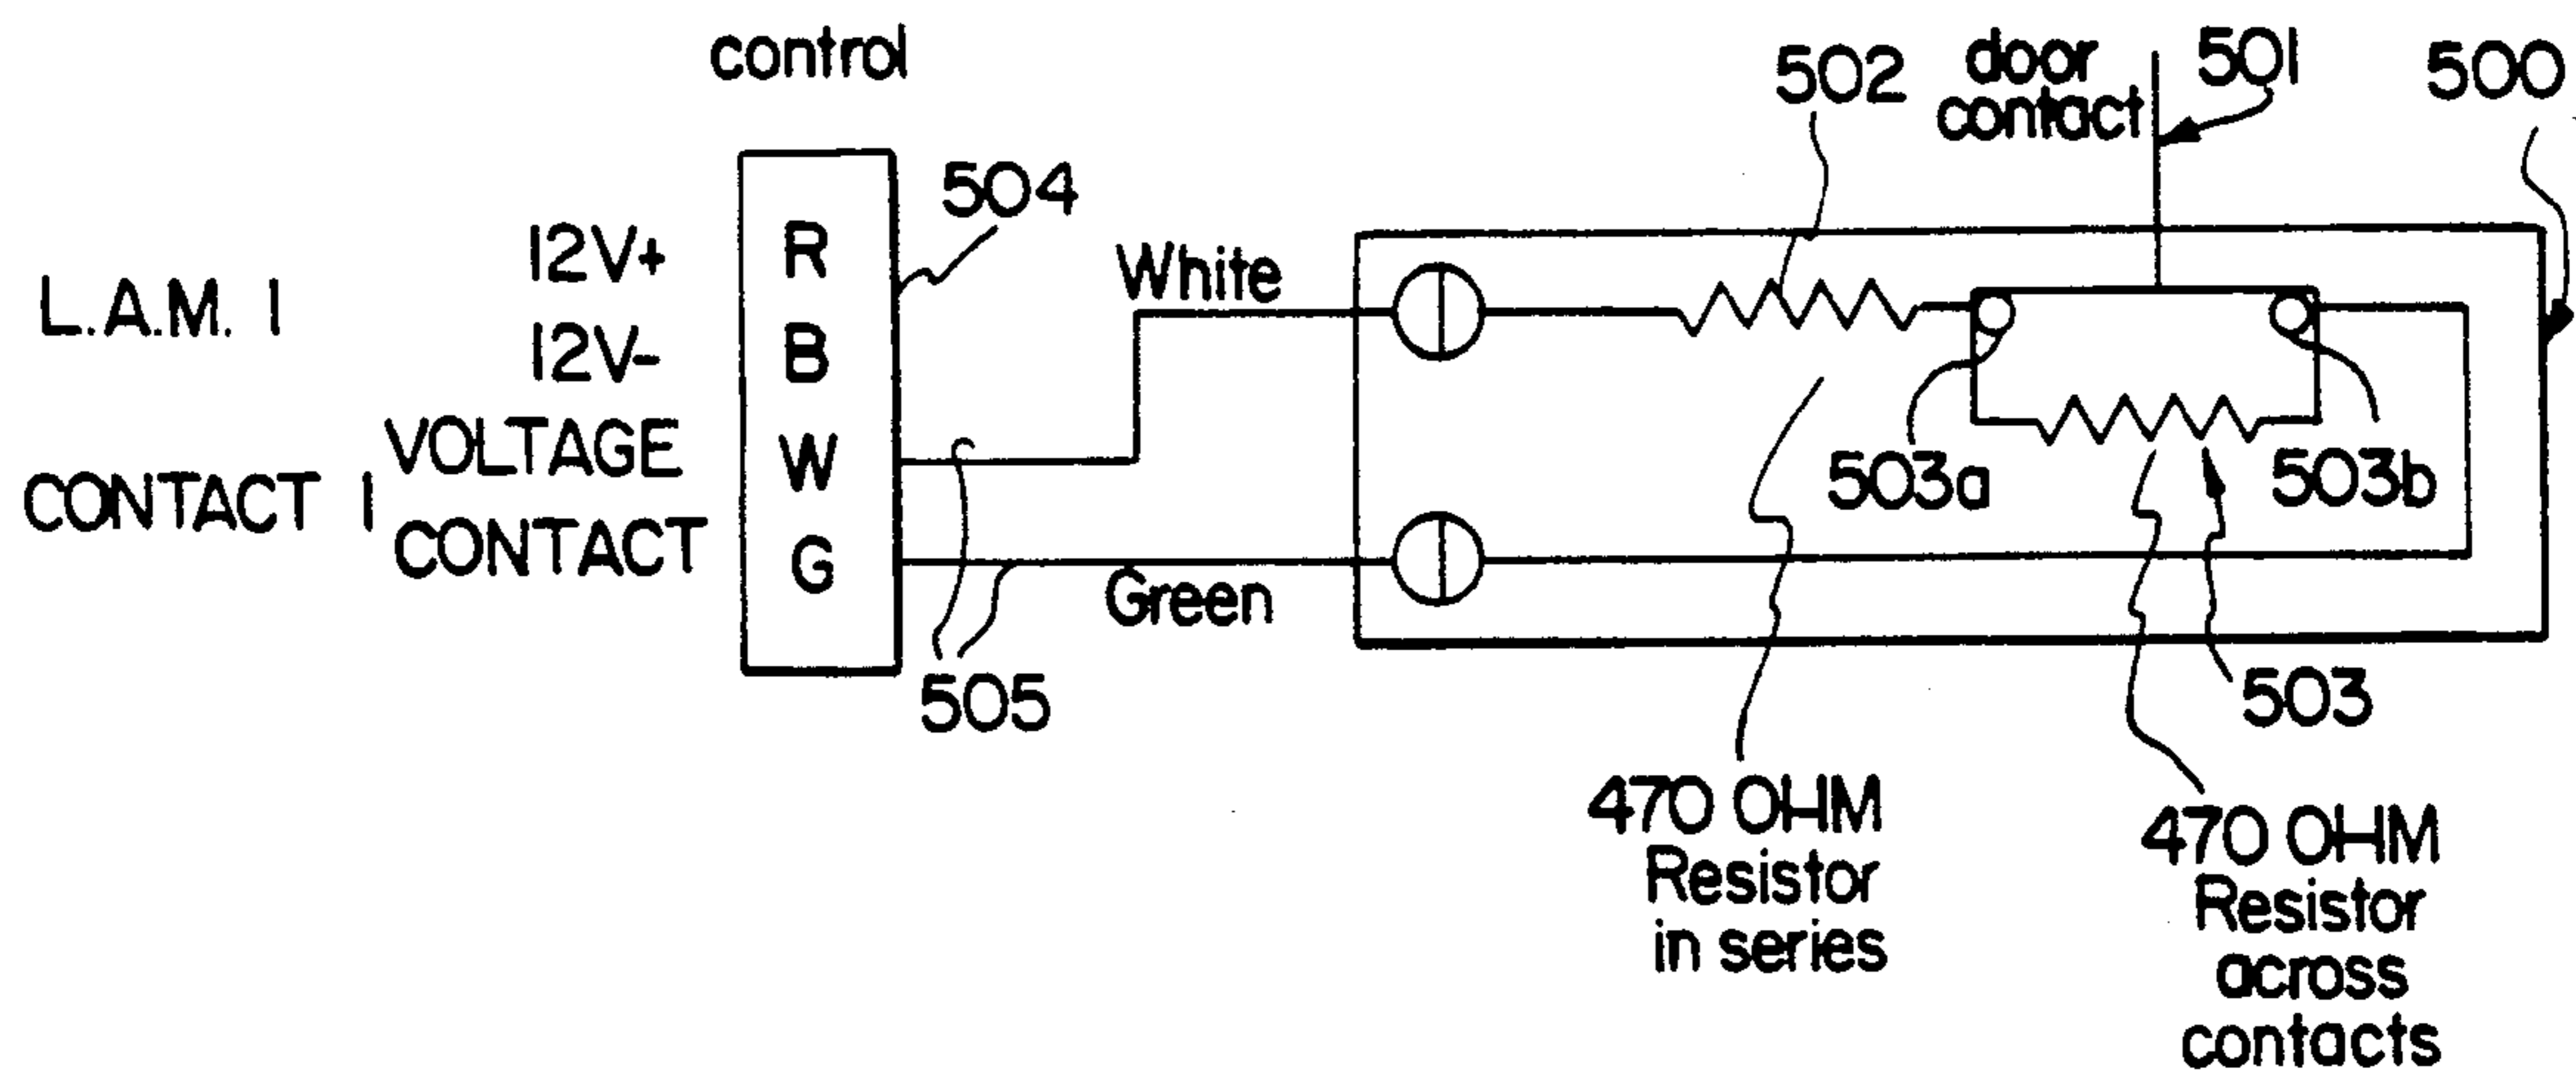 control
502
door
contact
501
500
504
12V+
R
White
L.A.M. 1
12V-
B
VOLTAGE
W
CONTACT 1
CONTACT
G
Green
503a
503b
505
503
470 OHM
Resistor
in series
470 OHM
Resistor
across
contacts